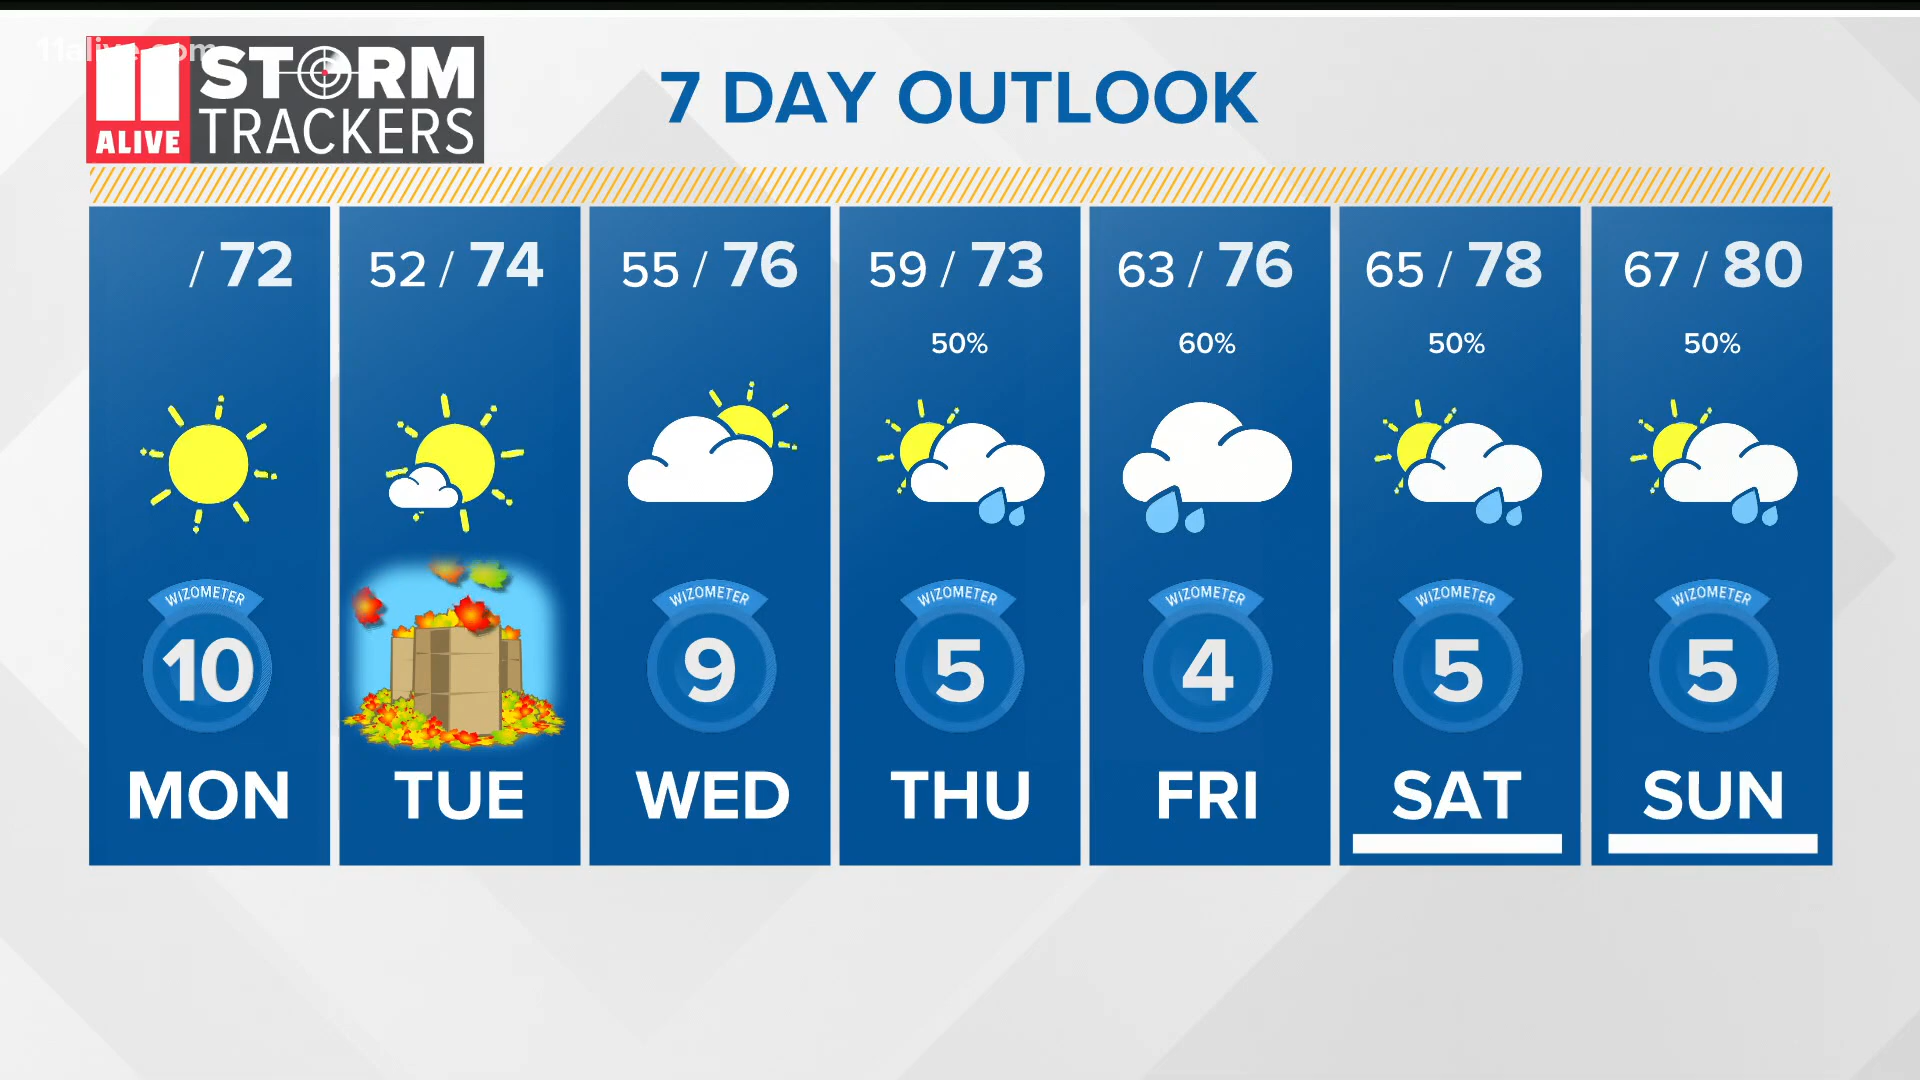 11alive.com
11 STORM
ALIVE TRACKERS
7 DAY OUTLOOK
/ 72 52 / 74 55 / 76 59 / 73 63 / 76 65 / 78 67 / 80
50% 60% 50% 50%
WIZOMETER WIZOMETER WIZOMETER WIZOMETER WIZOMETER WIZOMETER
10 9 5 4 5 5
MON TUE WED THU FRI SAT SUN